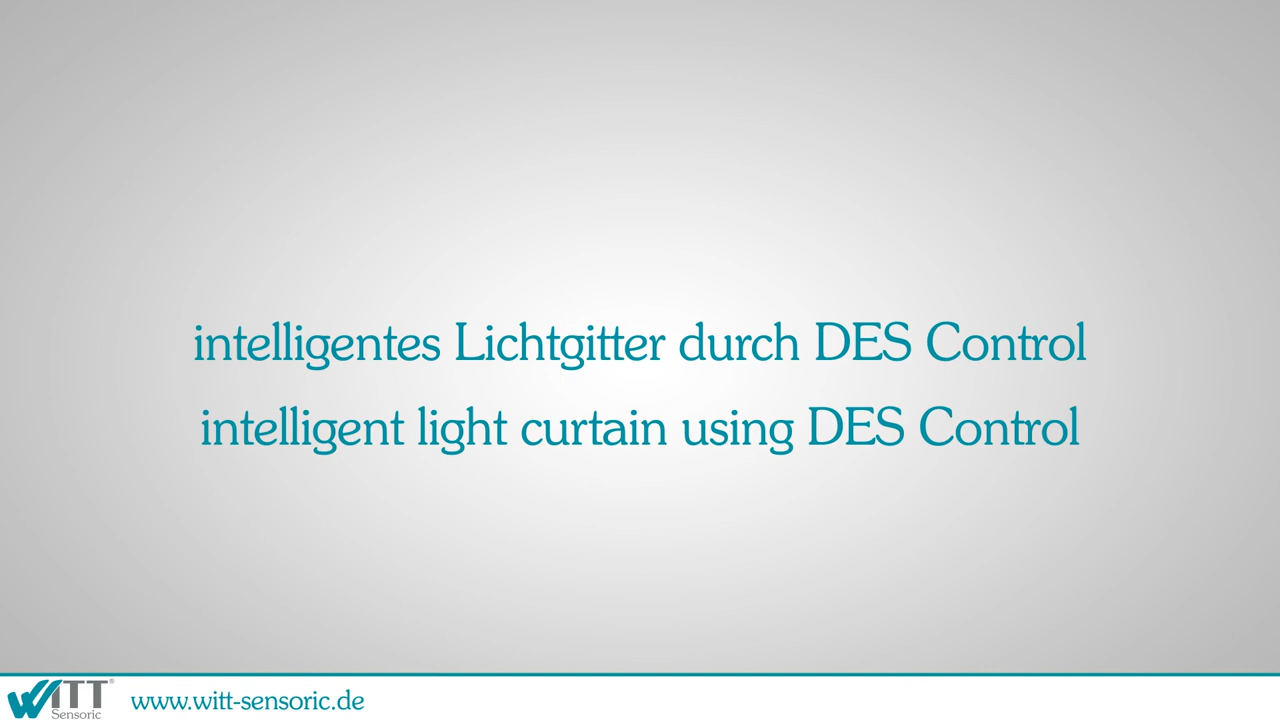 intelligentes Lichtgitter durch DES Control
intelligent light curtain using DES Control
WITT®
Sensoric
www.witt-sensoric.de